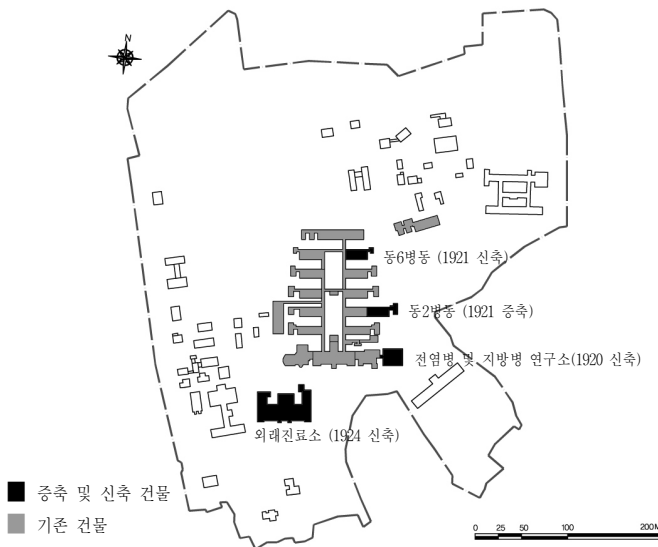 N
동6병동 (1921 신축)
동2병동 (1921 증축)
전염병 및 지방병 연구소(1920 신축)
외래진료소 (1924 신축)
증축 및 신축 건물
기존 건물
0 25 50 100 200M